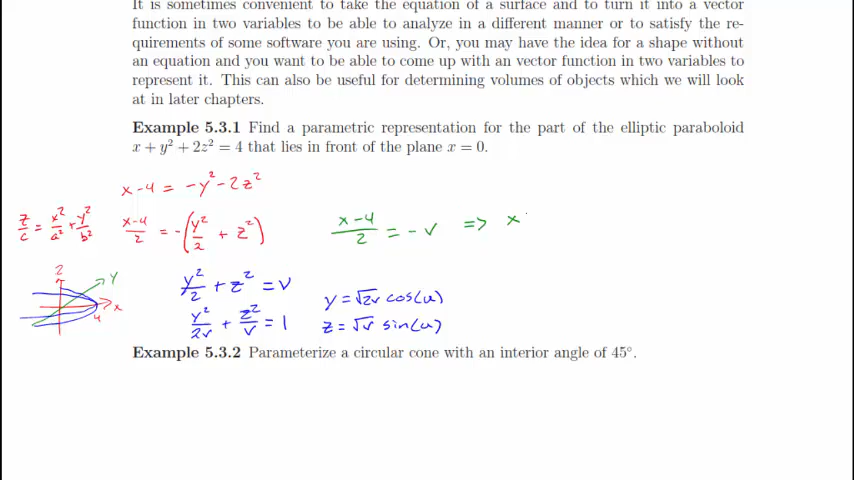 It is sometimes convenient to take the equation of a surface and to turn it into a vector
function in two variables to be able to analyze in a different manner or to satisfy the re-
quirements of some software you are using. Or, you may have the idea for a shape without
an equation and you want to be able to come up with an vector function in two variables to
represent it. This can also be useful for determining volumes of objects which we will look
at in later chapters.
Example 5.3.1 Find a parametric representation for the part of the elliptic paraboloid
x + y² + 2z² = 4 that lies in front of the plane x = 0.
x-4 = -y² -2z²
z/c = x²/a² + y²/b²
(x-4)/2 = -(y²/2 + z²)
(x-4)/2 = -v => x
z
y
x
4
y²/2 + z² = v
y = √2v cos(u)
y²/2v + z²/v = 1
z = √v sin(u)
Example 5.3.2 Parameterize a circular cone with an interior angle of 45°.